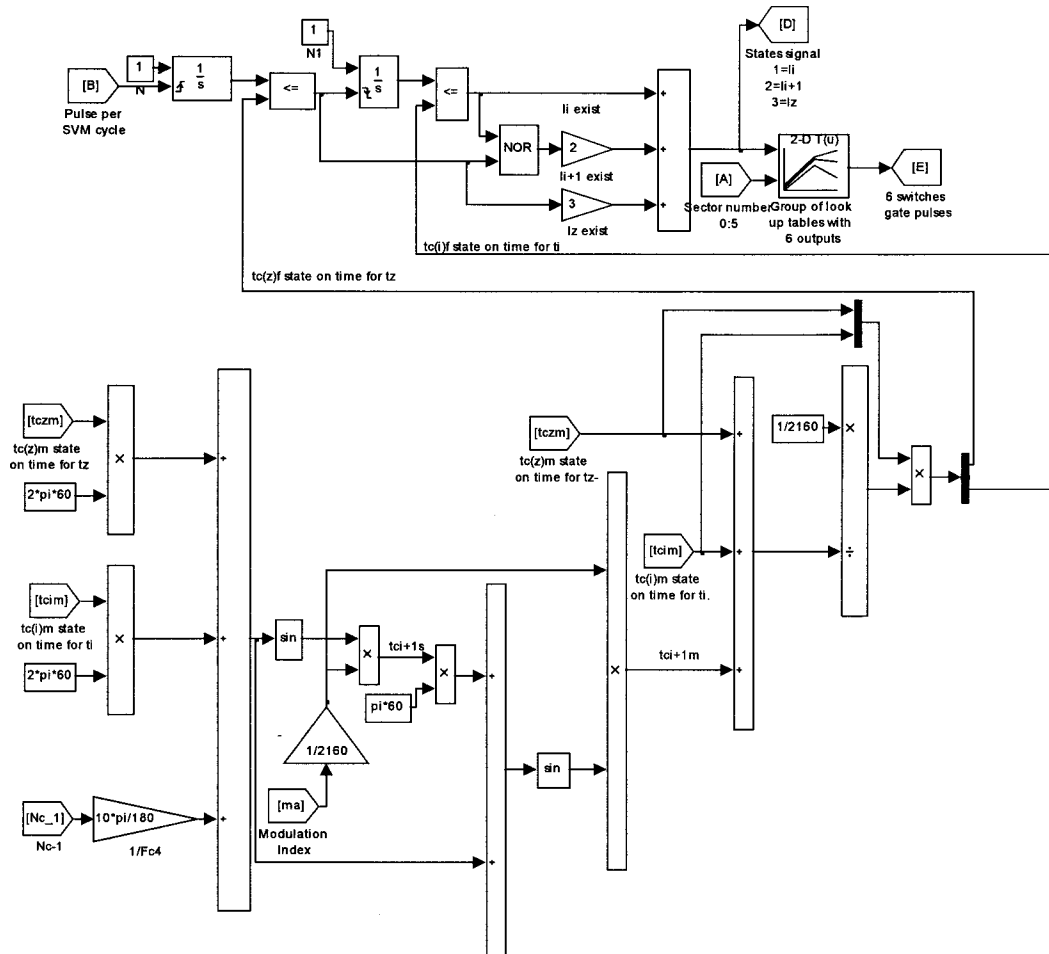 [B]
Pulse per
SVM cycle
1
N
1
s
<=
1
N1
1
s
<=
Ii exist
NOR
2
Ii+1 exist
3
Iz exist
+
+
+
[D]
States signal
1=Ii
2=Ii+1
3=Iz
[A]
Sector number
0:5
2-D T(u)
Group of look
up tables with
6 outputs
[E]
6 switches
gate pulses
tc(i)f state on time for ti
tc(z)f state on time for tz
[tczm]
tc(z)m state
on time for tz
2*pi*60
×
[tcim]
tc(i)m state
on time for ti
2*pi*60
×
[Nc_1]
Nc-1
10*pi/180
1/Fc4
+
+
+
sin
×
tci+1s
pi*60
×
1/2160
[ma]
Modulation
Index
+
+
sin
×
tci+1m
[tczm]
tc(z)m state
on time for tz-
[tcim]
tc(i)m state
on time for ti.
+
+
+
1/2160
×
÷
×